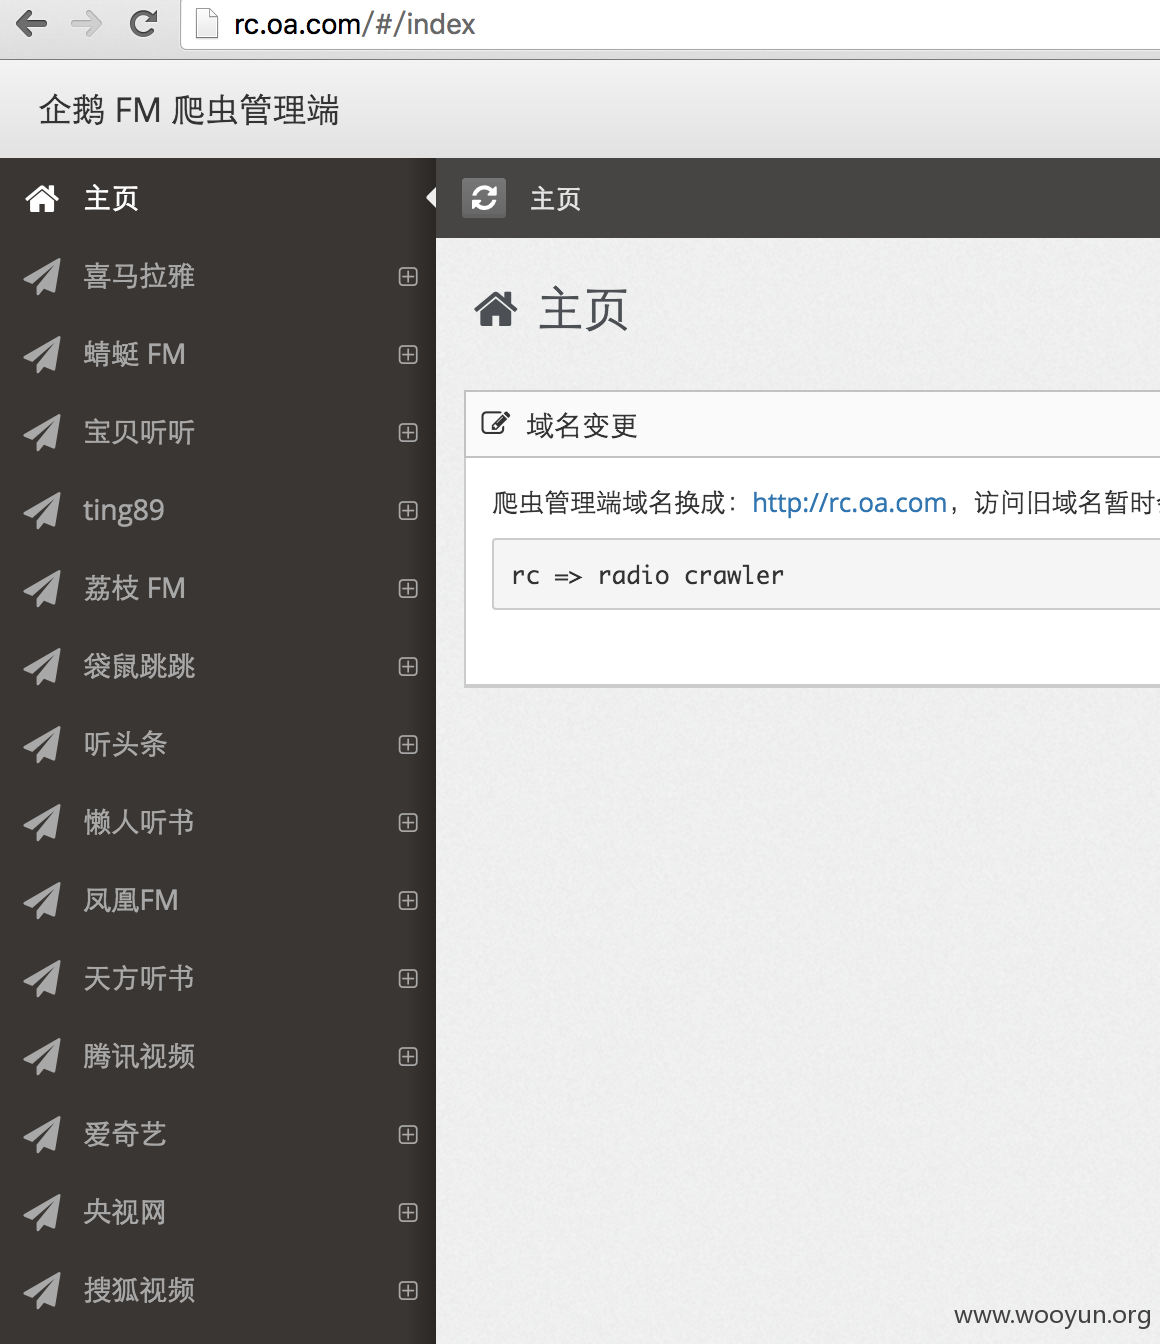 rc.oa.com/#/index
企鹅 FM 爬虫管理端
主页
喜马拉雅
蜻蜓 FM
宝贝听听
ting89
荔枝 FM
袋鼠跳跳
听头条
懒人听书
凤凰FM
天方听书
腾讯视频
爱奇艺
央视网
搜狐视频
主页
主页
域名变更
爬虫管理端域名换成：http://rc.oa.com，访问旧域名暂时
rc => radio crawler
www.wooyun.org